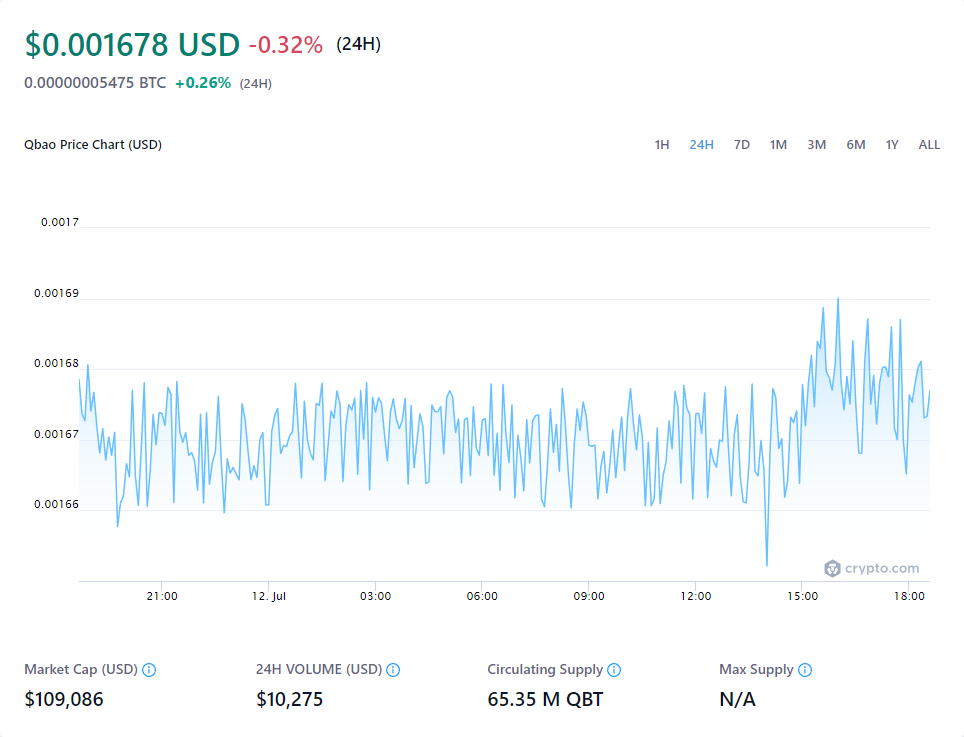 $0.001678 USD -0.32% (24H)
0.00000005475 BTC +0.26% (24H)
Qbao Price Chart (USD) 1H 24H 7D 1M 3M 6M 1Y ALL
0.0017
0.00169
0.00168
0.00167
0.00166
crypto.com
21:00 12. Jul 03:00 06:00 09:00 12:00 15:00 18:00
Market Cap (USD) 24H VOLUME (USD) Circulating Supply Max Supply
$109,086 $10,275 65.35 M QBT N/A